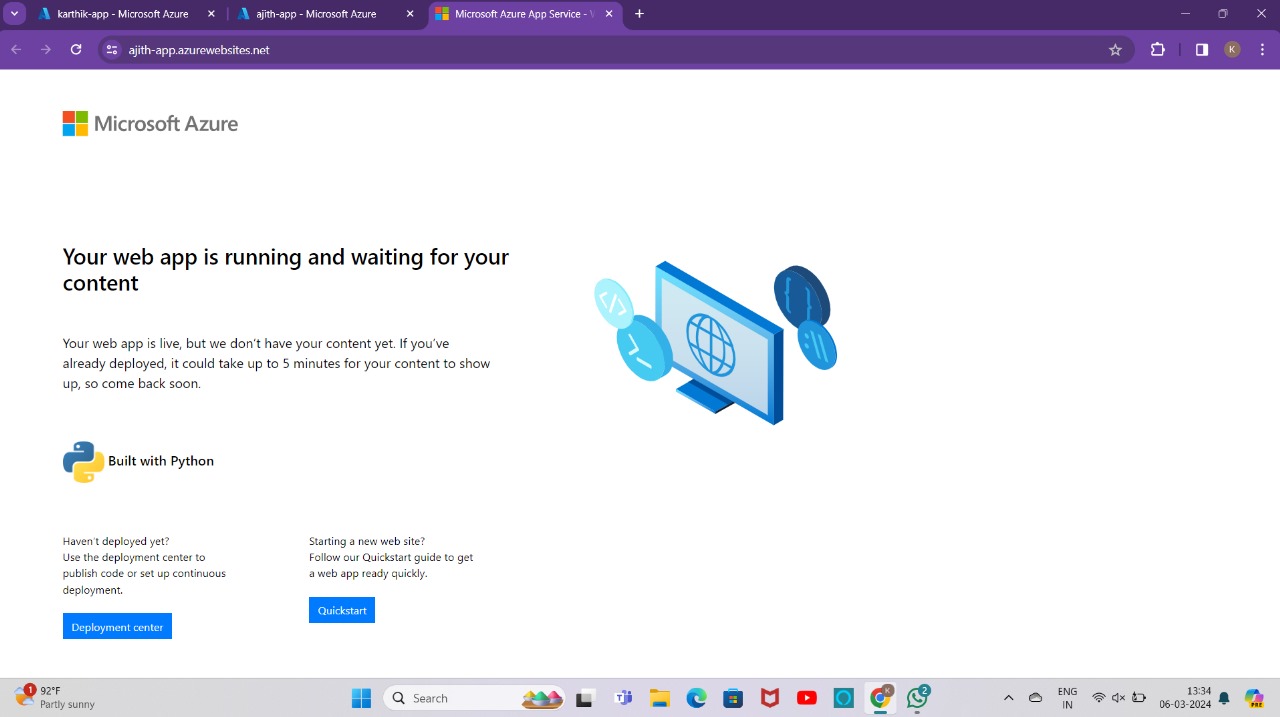 karthik-app - Microsoft Azure
ajith-app - Microsoft Azure
Microsoft Azure App Service -
ajith-app.azurewebsites.net
K
Microsoft Azure
Your web app is running and waiting for your
content
Your web app is live, but we don't have your content yet. If you've
already deployed, it could take up to 5 minutes for your content to show
up, so come back soon.
Built with Python
Haven't deployed yet?
Use the deployment center to
publish code or set up continuous
deployment.
Deployment center
Starting a new web site?
Follow our Quickstart guide to get
a web app ready quickly.
Quickstart
1
92°F
Partly sunny
Search
K
2
ENG
IN
13:34
06-03-2024
PRE